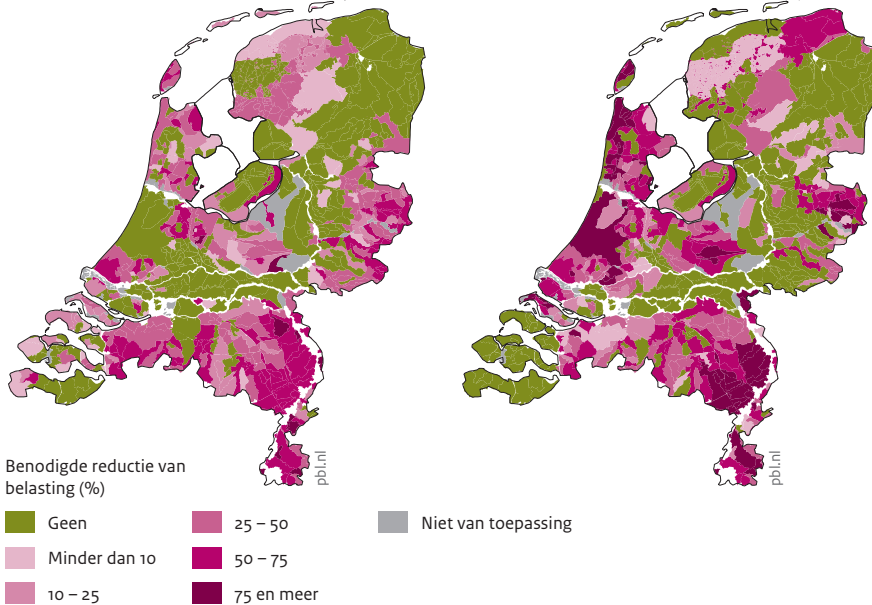 pbl.nl
pbl.nl
Benodigde reductie van
belasting (%)
Geen
Minder dan 10
10 – 25
25 – 50
50 – 75
75 en meer
Niet van toepassing